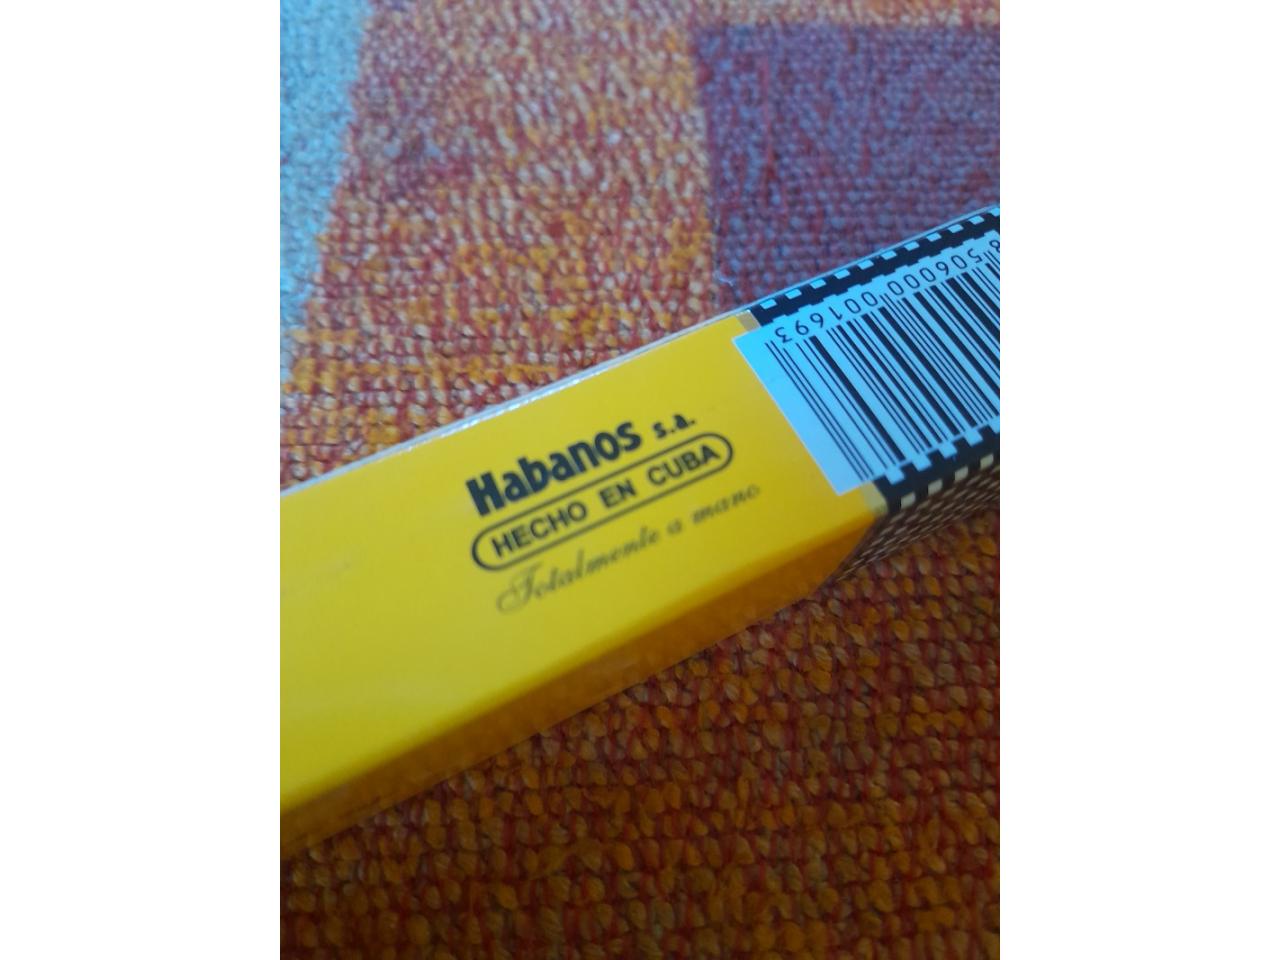 Habanos s.a.
HECHO EN CUBA
Totalmente a mano
8 506000 001693